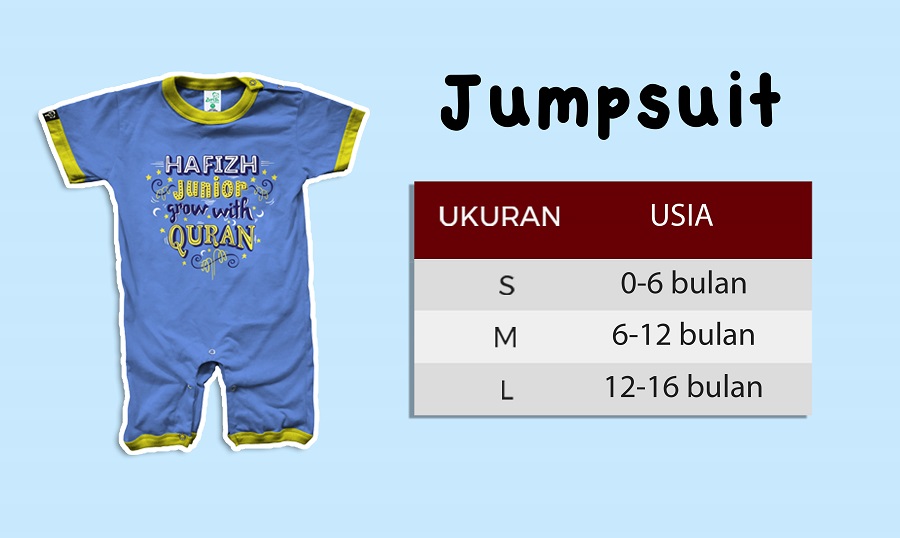 Jumpsuit
HAFIZH
junior
grow with
QURAN
UKURAN USIA
S 0-6 bulan
M 6-12 bulan
L 12-16 bulan